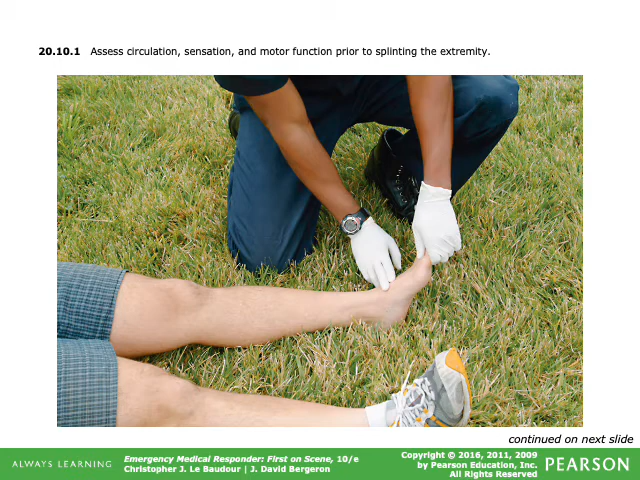 20.10.1 Assess circulation, sensation, and motor function prior to splinting the extremity.
continued on next slide
ALWAYS LEARNING
Emergency Medical Responder: First on Scene, 10/e
Christopher J. Le Baudour | J. David Bergeron
Copyright © 2016, 2011, 2009
by Pearson Education, Inc.
All Rights Reserved
PEARSON